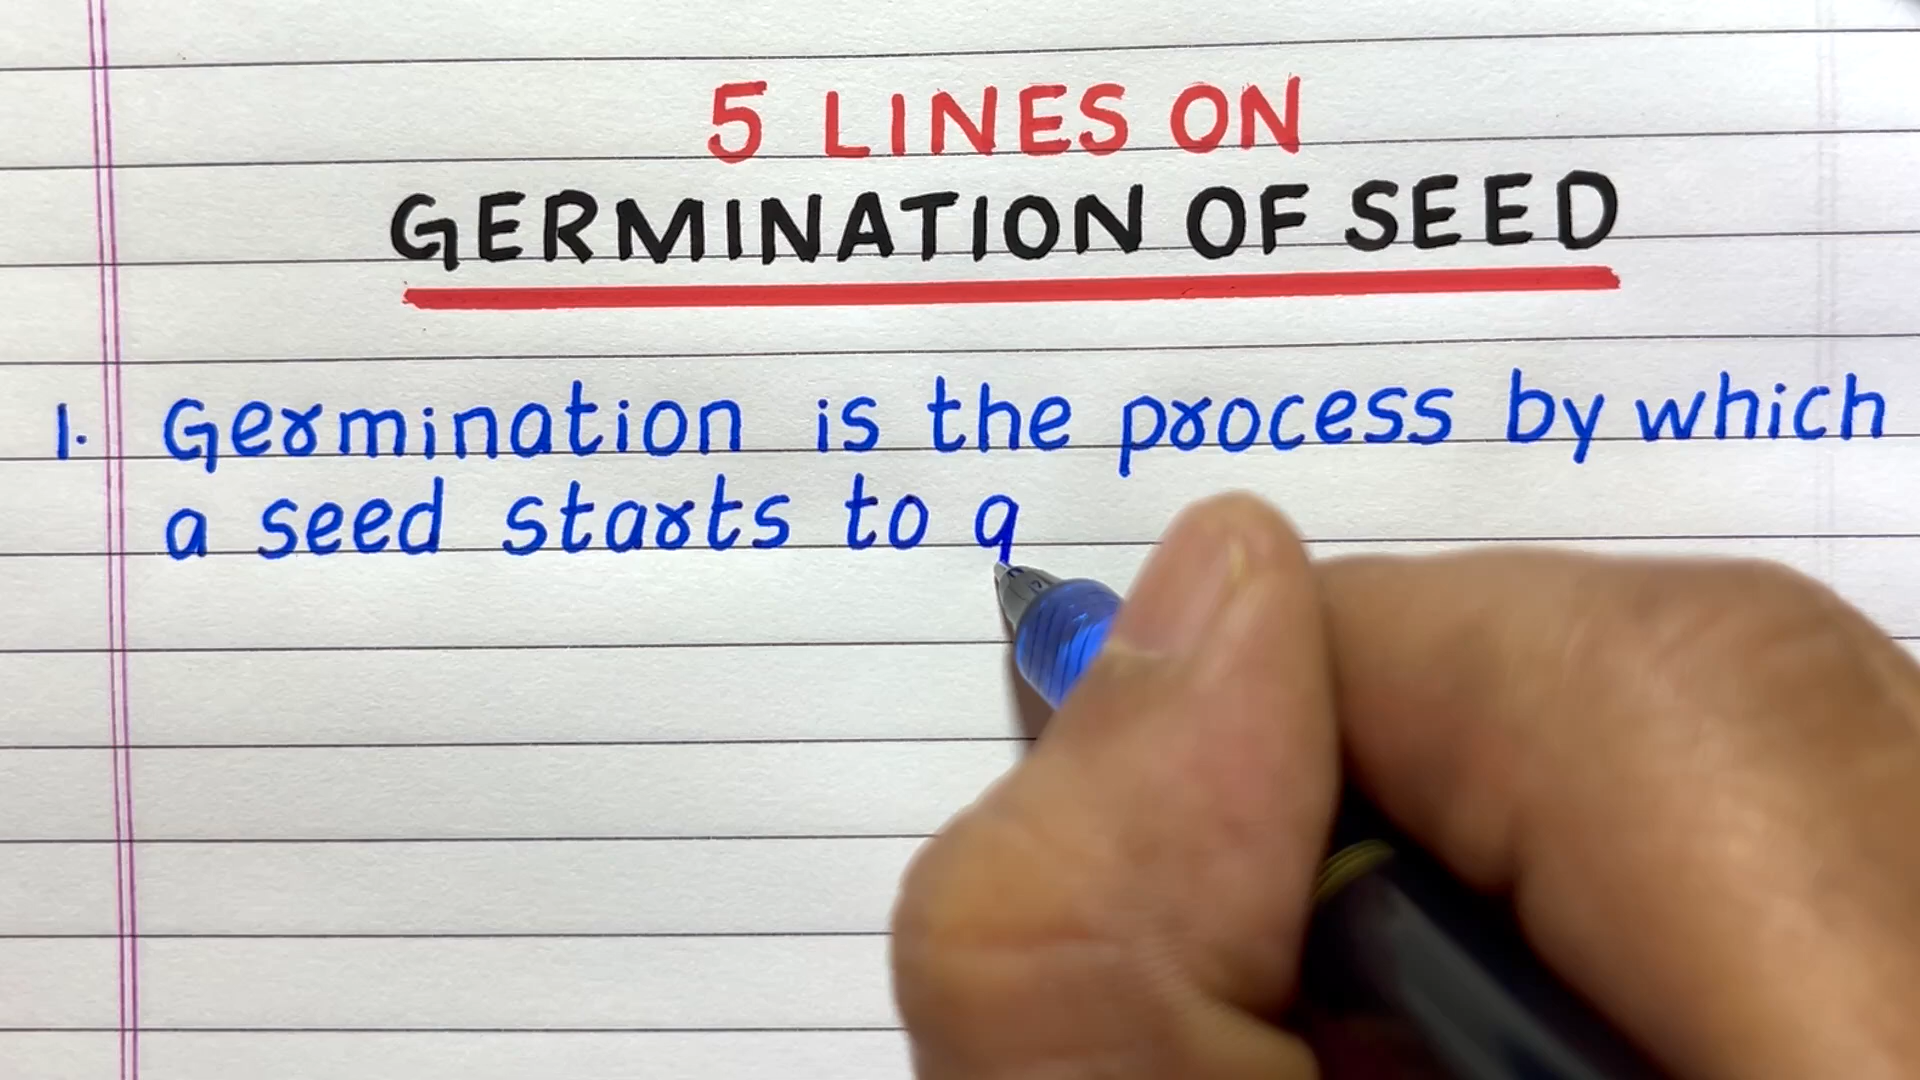 5 LINES ON
GERMINATION OF SEED
1. Germination is the process by which
a seed starts to g